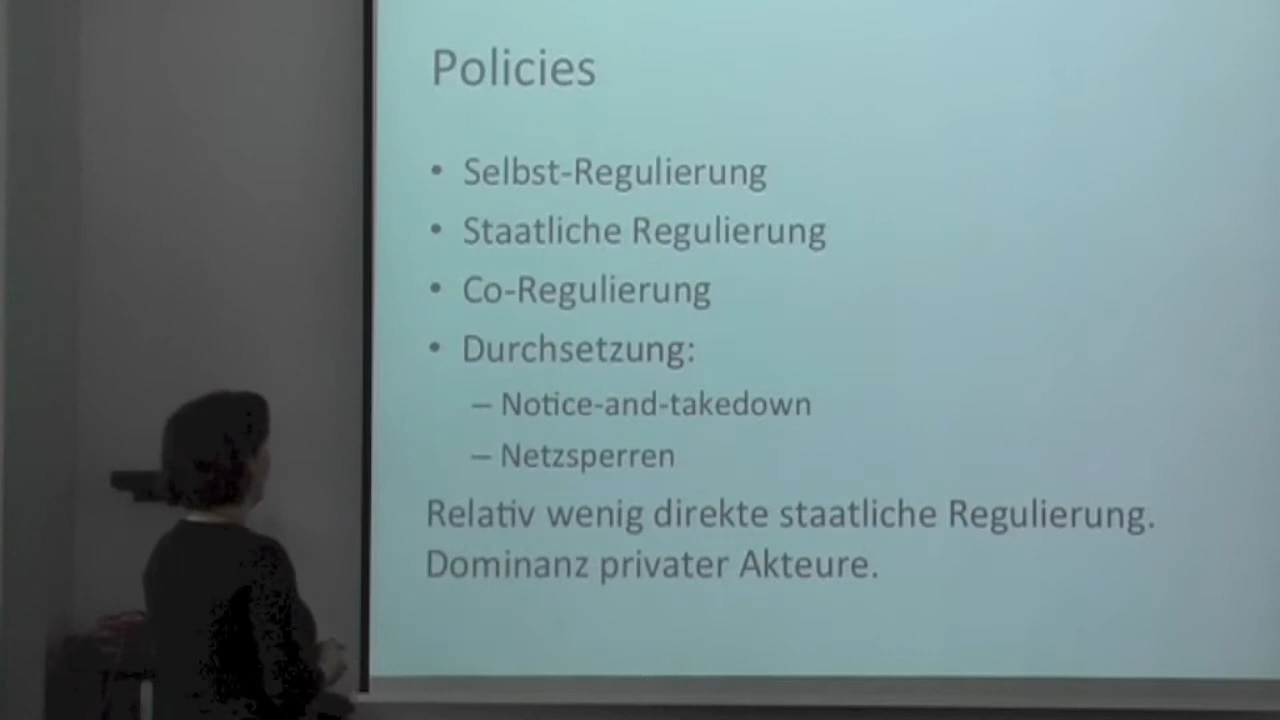 Policies
• Selbst-Regulierung
• Staatliche Regulierung
• Co-Regulierung
• Durchsetzung:
– Notice-and-takedown
– Netzsperren
Relativ wenig direkte staatliche Regulierung.
Dominanz privater Akteure.